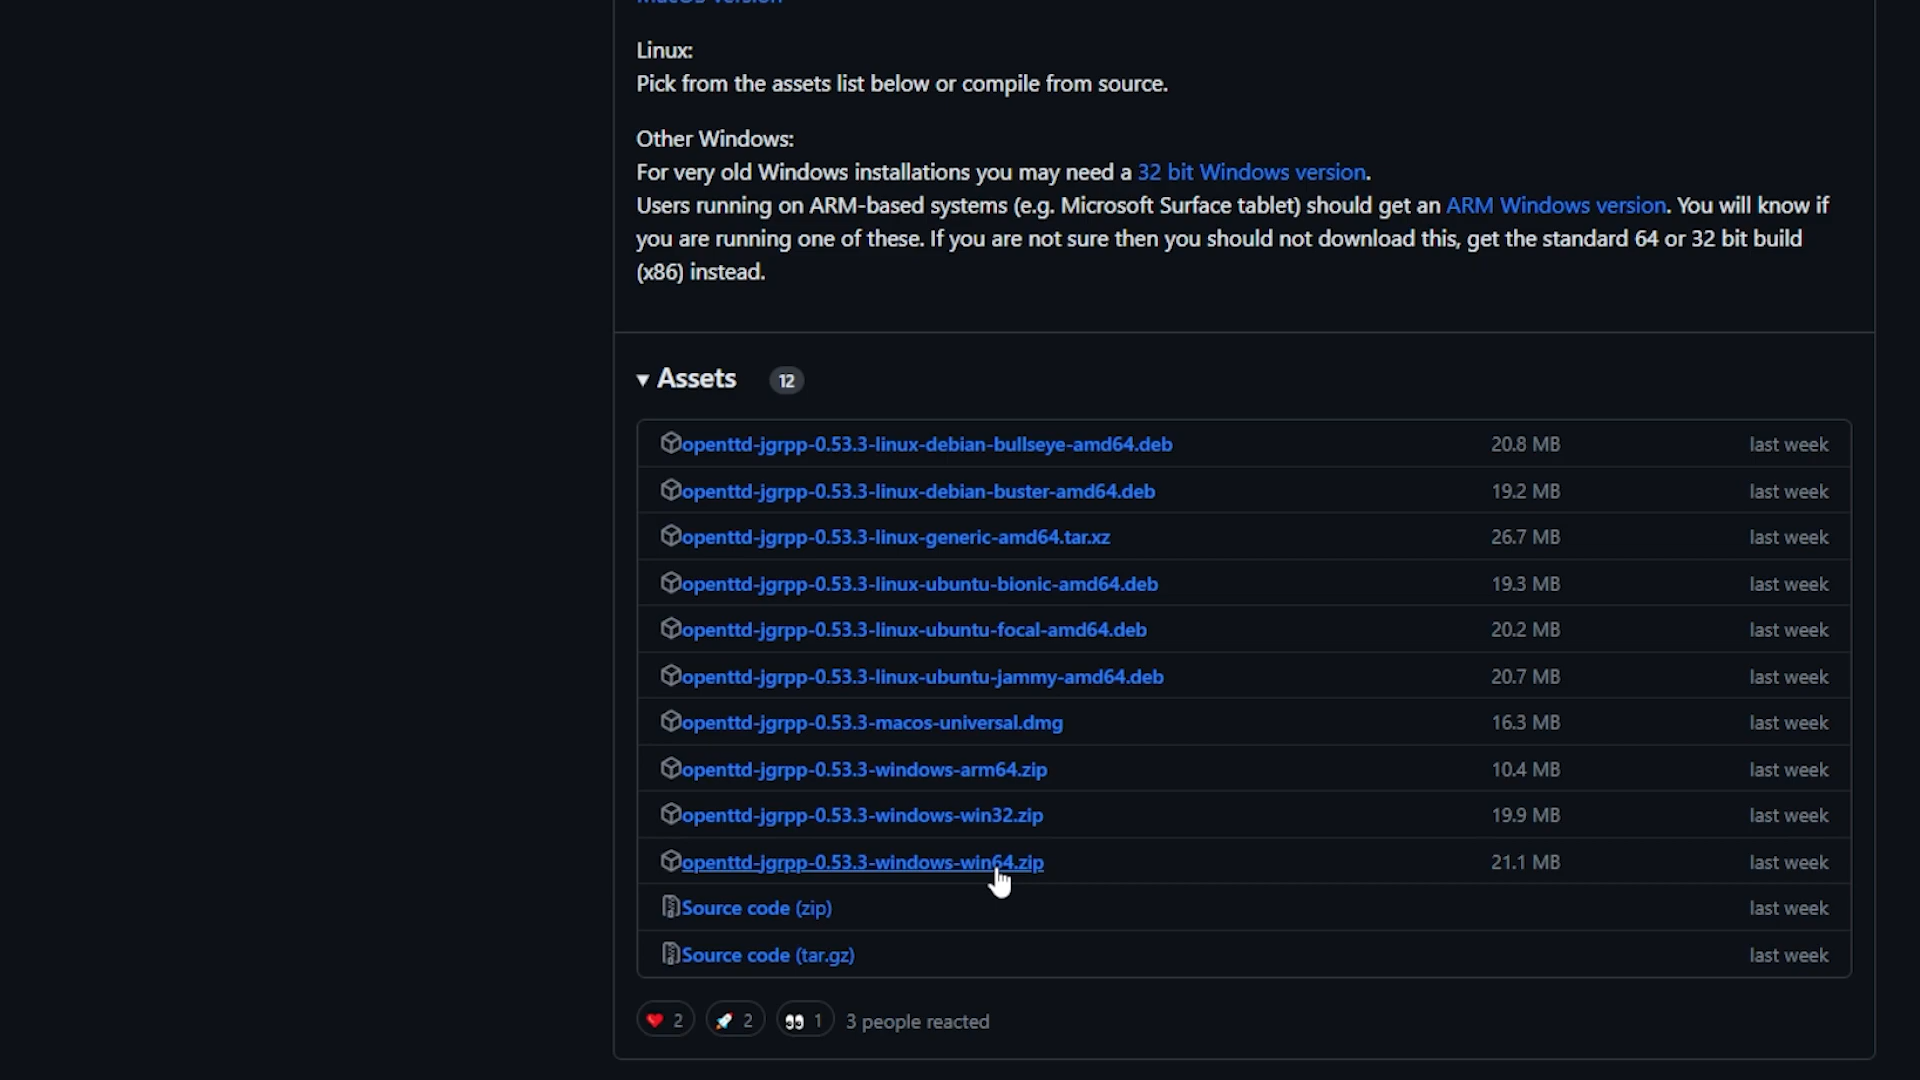 MacOS version
Linux:
Pick from the assets list below or compile from source.
Other Windows:
For very old Windows installations you may need a 32 bit Windows version.
Users running on ARM-based systems (e.g. Microsoft Surface tablet) should get an ARM Windows version. You will know if
you are running one of these. If you are not sure then you should not download this, get the standard 64 or 32 bit build
(x86) instead.
▾ Assets 12
openttd-jgrpp-0.53.3-linux-debian-bullseye-amd64.deb 20.8 MB last week
openttd-jgrpp-0.53.3-linux-debian-buster-amd64.deb 19.2 MB last week
openttd-jgrpp-0.53.3-linux-generic-amd64.tar.xz 26.7 MB last week
openttd-jgrpp-0.53.3-linux-ubuntu-bionic-amd64.deb 19.3 MB last week
openttd-jgrpp-0.53.3-linux-ubuntu-focal-amd64.deb 20.2 MB last week
openttd-jgrpp-0.53.3-linux-ubuntu-jammy-amd64.deb 20.7 MB last week
openttd-jgrpp-0.53.3-macos-universal.dmg 16.3 MB last week
openttd-jgrpp-0.53.3-windows-arm64.zip 10.4 MB last week
openttd-jgrpp-0.53.3-windows-win32.zip 19.9 MB last week
openttd-jgrpp-0.53.3-windows-win64.zip 21.1 MB last week
Source code (zip) last week
Source code (tar.gz) last week
❤️ 2 🚀 2 👀 1 3 people reacted